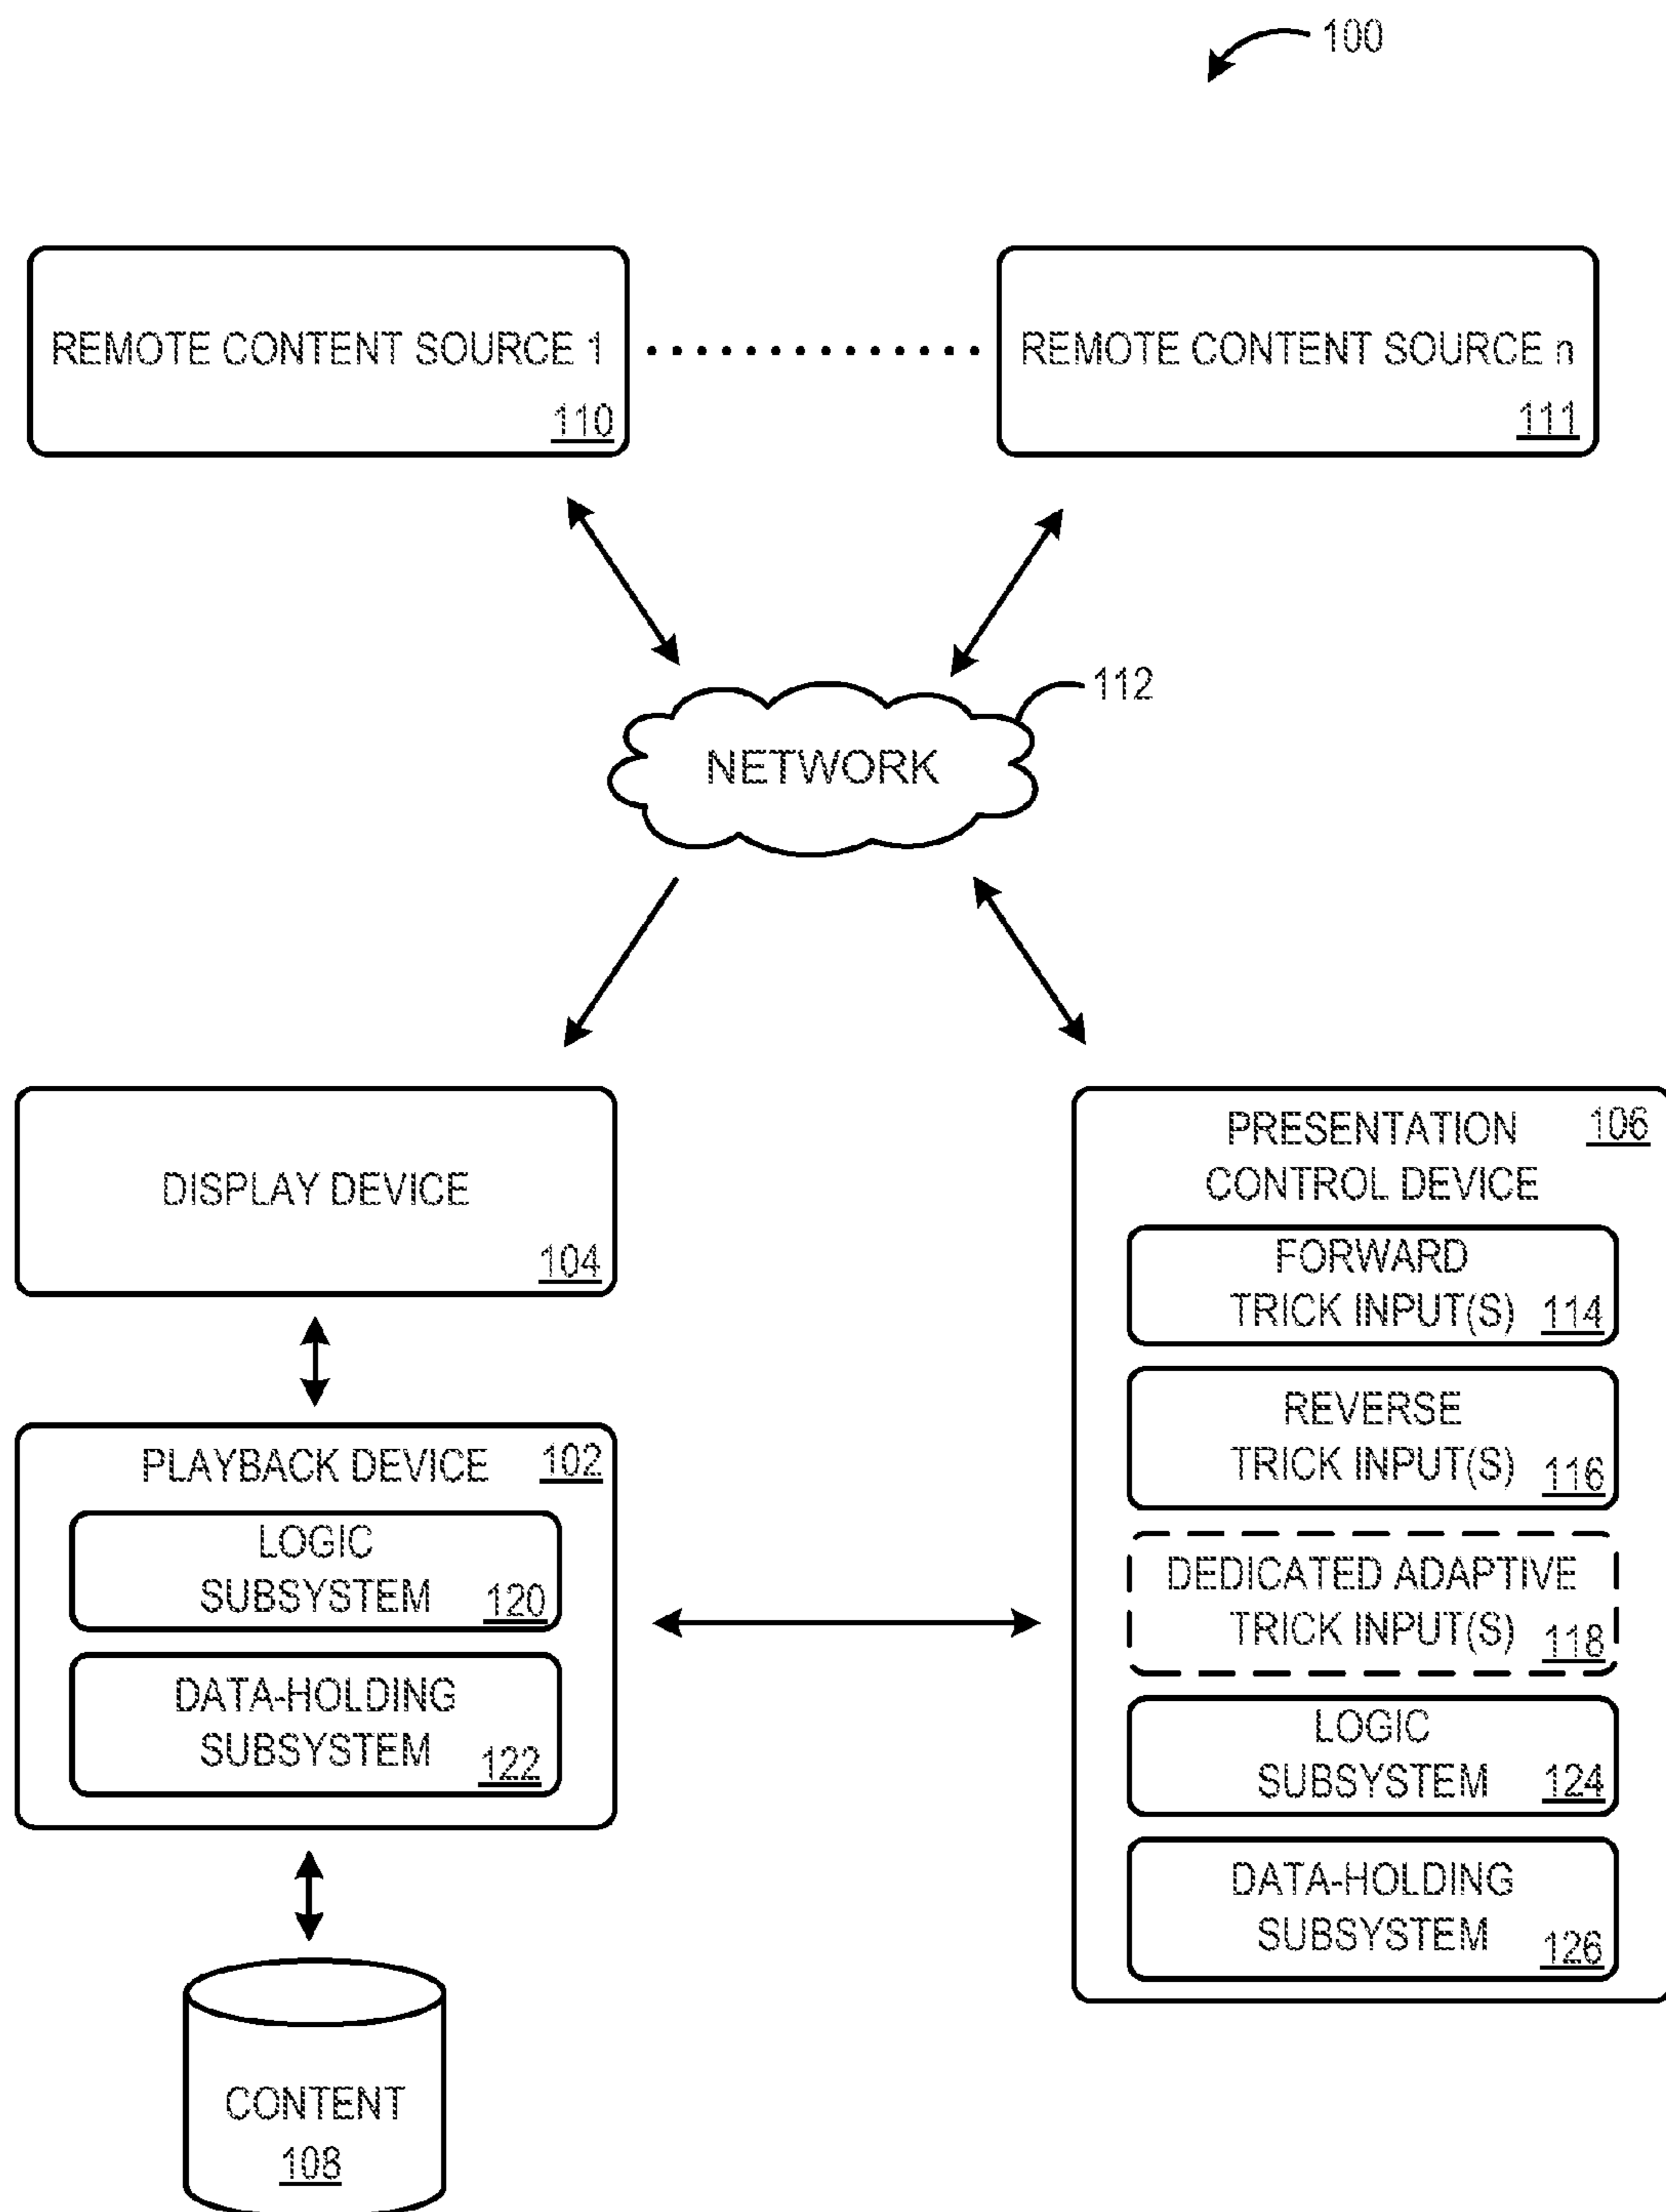 100
REMOTE CONTENT SOURCE 1
110
REMOTE CONTENT SOURCE n
111
112
NETWORK
DISPLAY DEVICE
104
PLAYBACK DEVICE 102
LOGIC
SUBSYSTEM 120
DATA-HOLDING
SUBSYSTEM 122
CONTENT
108
PRESENTATION 106
CONTROL DEVICE
FORWARD
TRICK INPUT(S) 114
REVERSE
TRICK INPUT(S) 116
DEDICATED ADAPTIVE
TRICK INPUT(S) 118
LOGIC
SUBSYSTEM 124
DATA-HOLDING
SUBSYSTEM 126